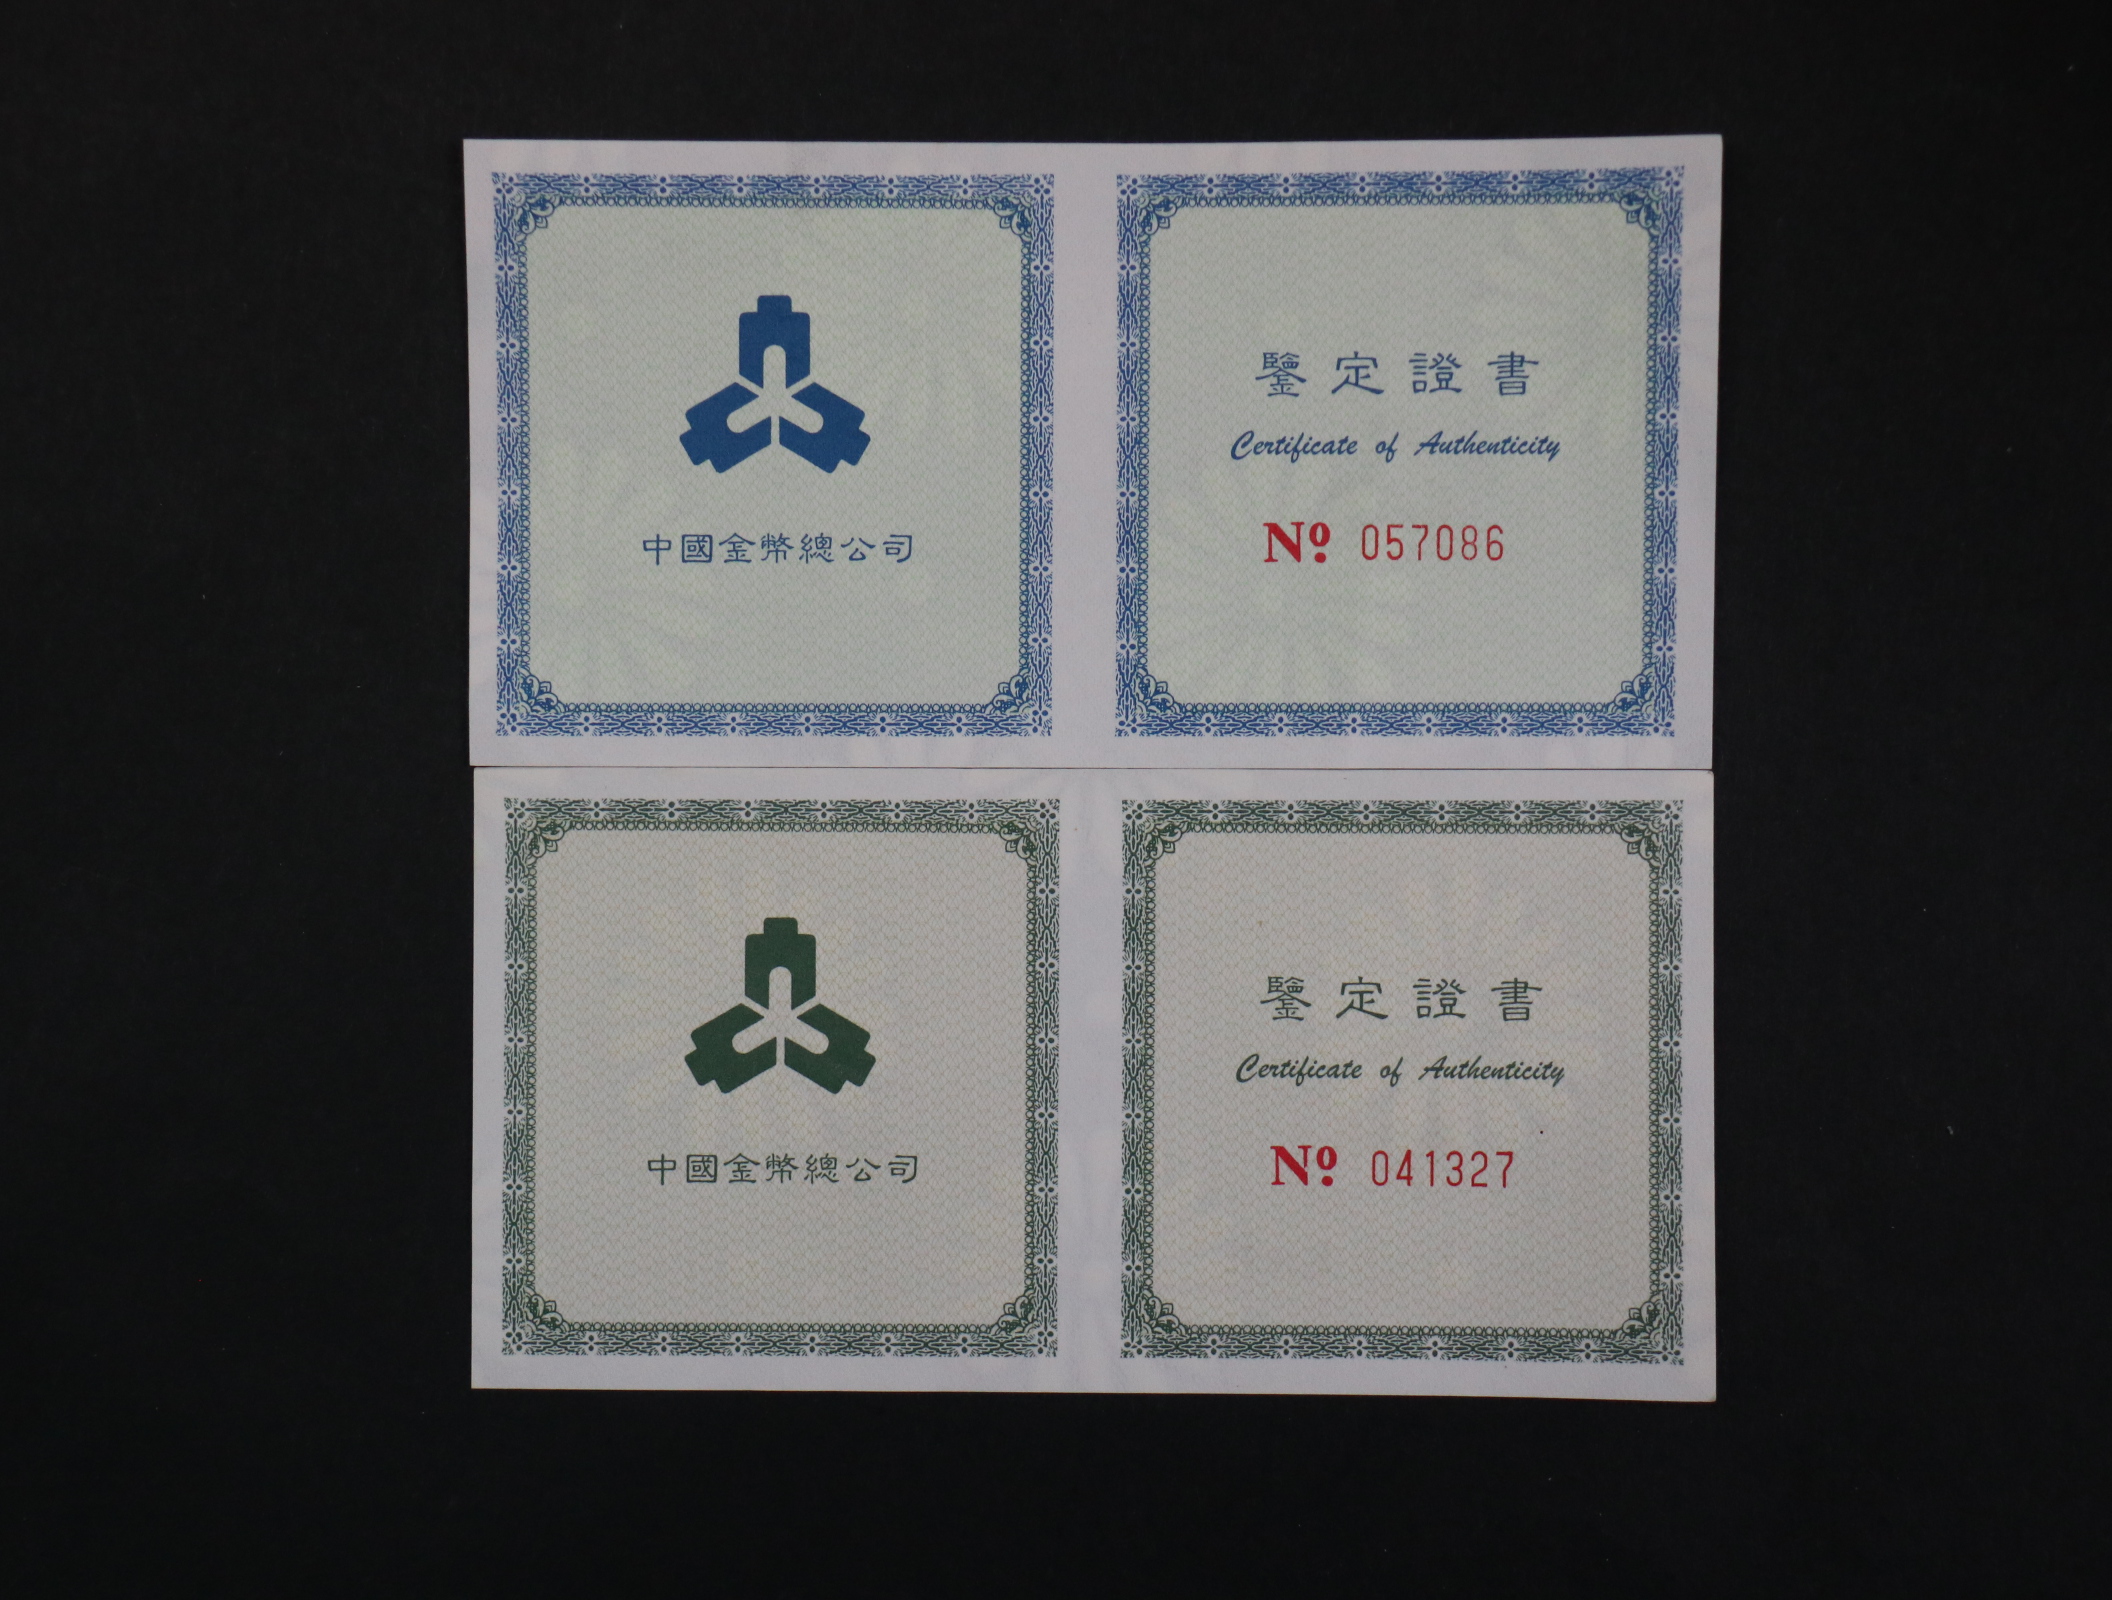 中國金幣總公司
鑒定證書
Certificate of Authenticity
Nº 057086
中國金幣總公司
鑒定證書
Certificate of Authenticity
Nº 041327